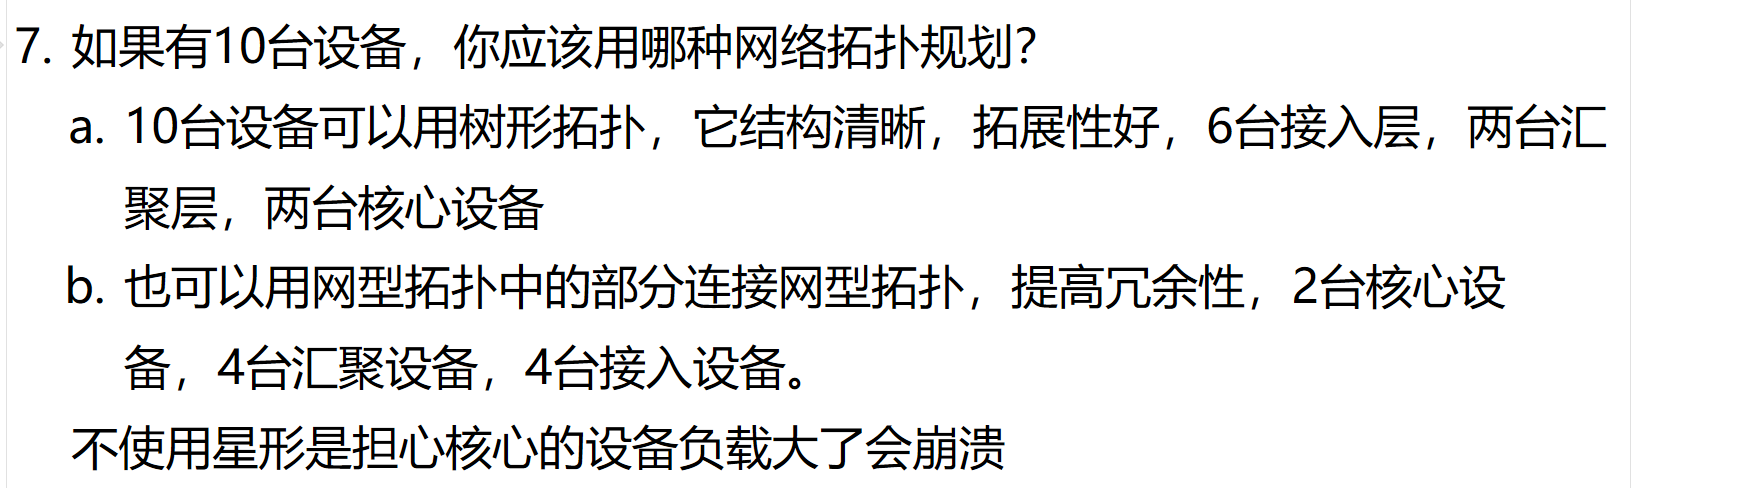 7. 如果有10台设备，你应该用哪种网络拓扑规划？
a. 10台设备可以用树形拓扑，它结构清晰，拓展性好，6台接入层，两台汇
聚层，两台核心设备
b. 也可以用网型拓扑中的部分连接网型拓扑，提高冗余性，2台核心设
备，4台汇聚设备，4台接入设备。
不使用星形是担心核心的设备负载大了会崩溃